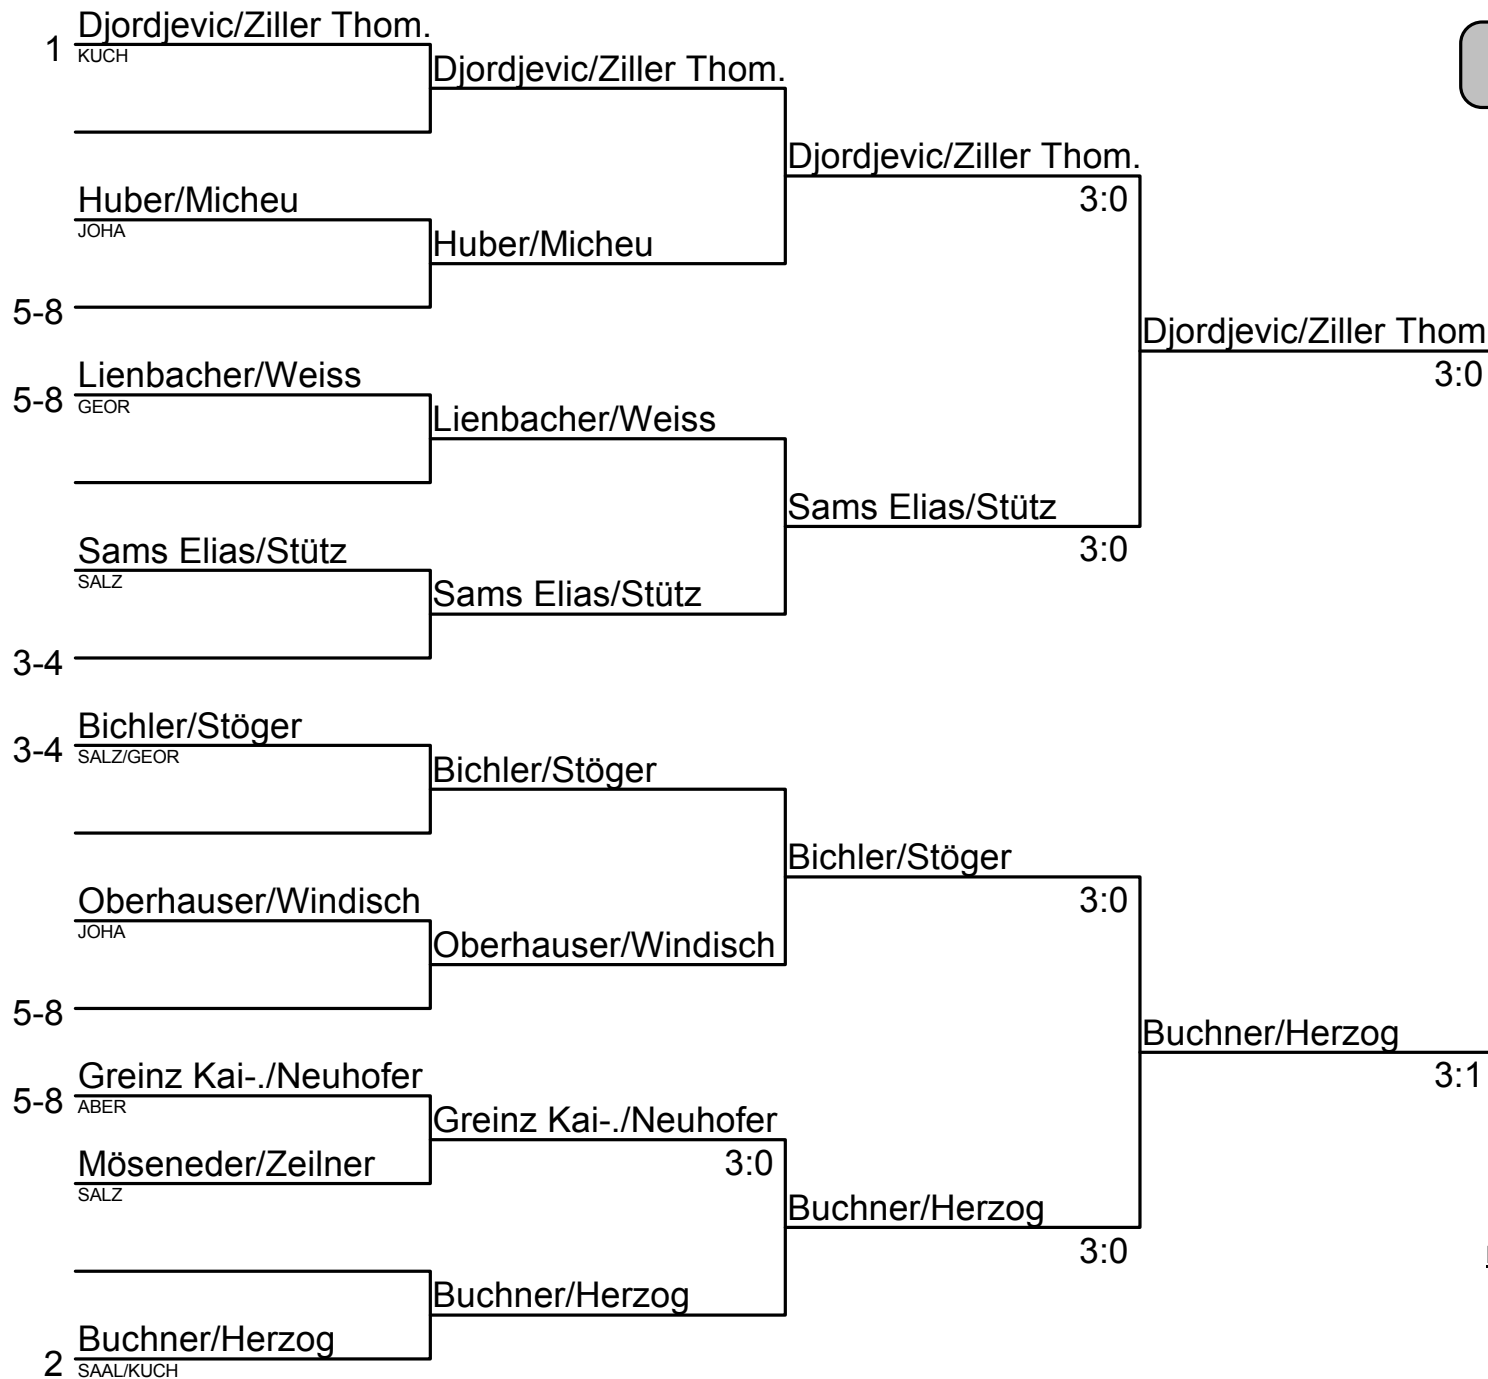 Djordjevic/Ziller Thom.
1 KUCH
Djordjevic/Ziller Thom.
Djordjevic/Ziller Thom.
3:0
Huber/Micheu
JOHA
Huber/Micheu
5-8
Djordjevic/Ziller Thom
3:0
Lienbacher/Weiss
5-8 GEOR
Lienbacher/Weiss
Sams Elias/Stütz
3:0
Sams Elias/Stütz
SALZ
Sams Elias/Stütz
3-4
Bichler/Stöger
3-4 SALZ/GEOR
Bichler/Stöger
Bichler/Stöger
3:0
Oberhauser/Windisch
JOHA
Oberhauser/Windisch
5-8
Buchner/Herzog
3:1
Greinz Kai-./Neuhofer
5-8 ABER
Greinz Kai-./Neuhofer
3:0
Möseneder/Zeilner
SALZ
Buchner/Herzog
3:0
Buchner/Herzog
Buchner/Herzog
2 SAAL/KUCH